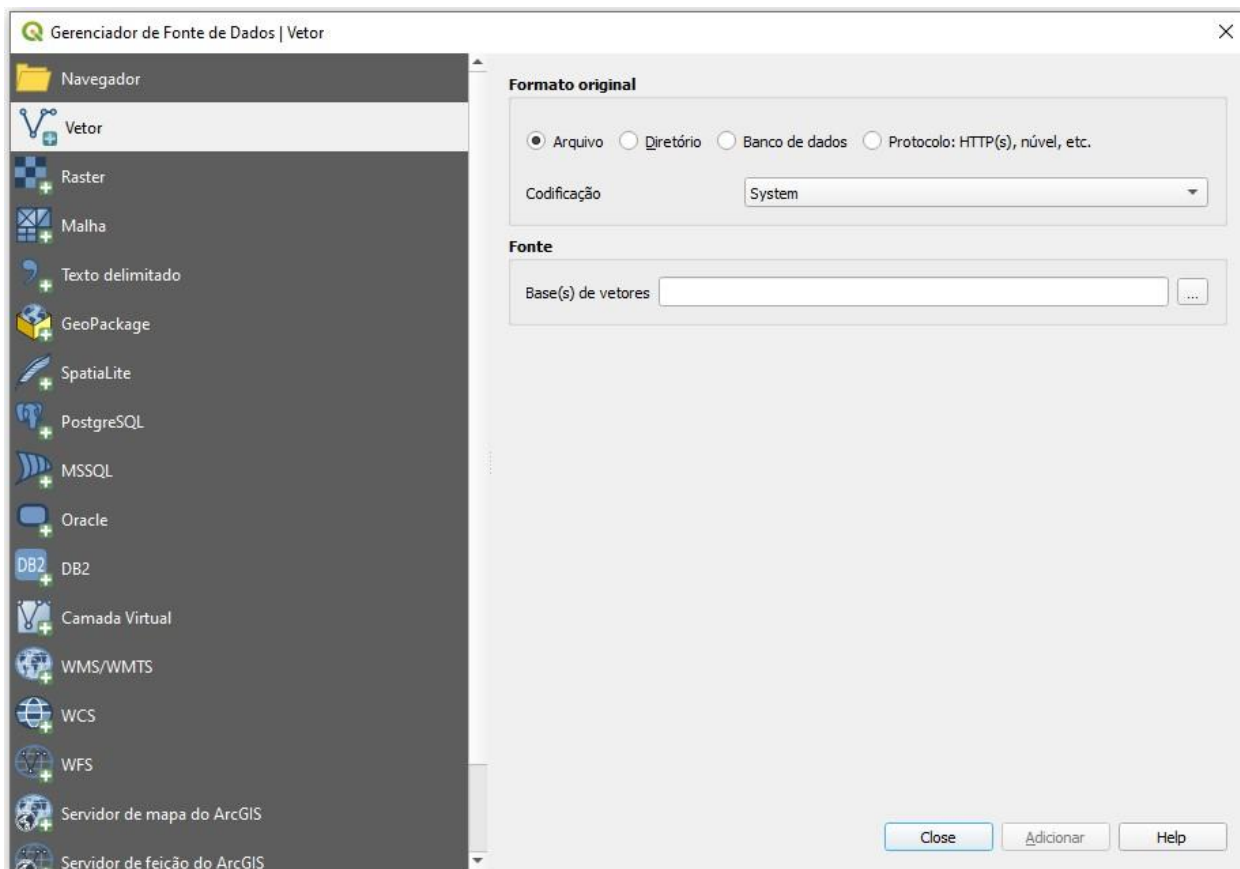 Gerenciador de Fonte de Dados | Vetor
Navegador
Vetor
Raster
Malha
Texto delimitado
GeoPackage
SpatiaLite
PostgreSQL
MSSQL
Oracle
DB2
DB2
Camada Virtual
WMS/WMTS
WCS
WFS
Servidor de mapa do ArcGIS
Servidor de feição do ArcGIS
Formato original
Arquivo Diretório Banco de dados Protocolo: HTTP(s), núvel, etc.
Codificação System
Fonte
Base(s) de vetores ...
Close Adicionar Help